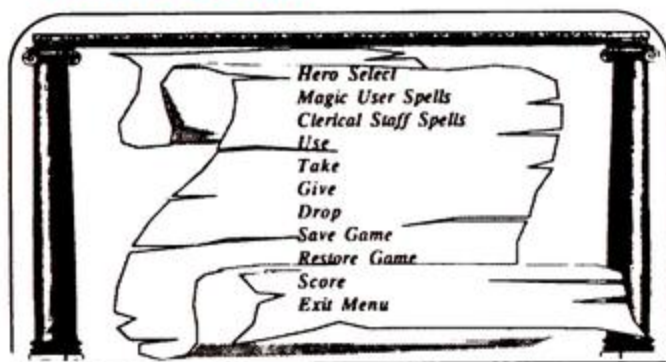 Hero Select
Magic User Spells
Clerical Staff Spells
Use
Take
Give
Drop
Save Game
Restore Game
Score
Exit Menu